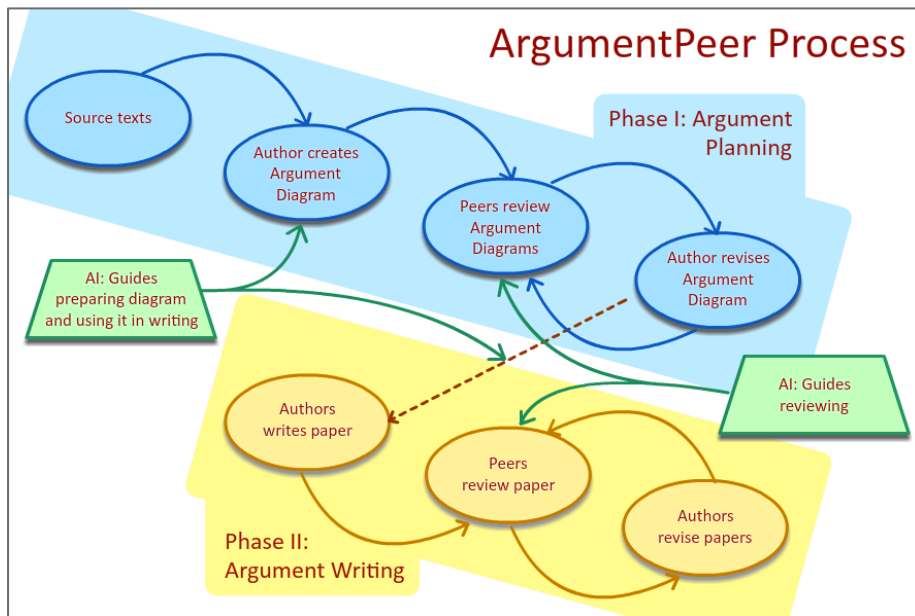 ArgumentPeer Process
Source texts
Phase I: Argument
Planning
Author creates
Argument
Diagram
Peers review
Argument
Diagrams
Author revises
Argument
Diagram
AI: Guides
preparing diagram
and using it in writing
AI: Guides
reviewing
Authors
writes paper
Peers
review paper
Authors
revise papers
Phase II:
Argument Writing